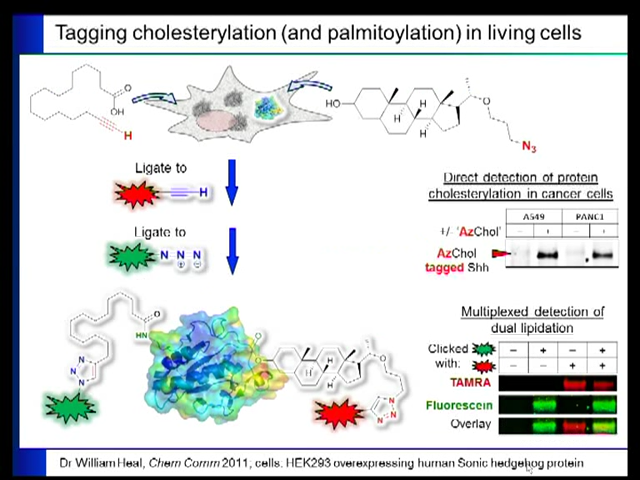 Tagging cholesterylation (and palmitoylation) in living cells
O
OH
H
HO
H
H
H
O
N3
Ligate to
H
Ligate to
N N N
Direct detection of protein
cholesterylation in cancer cells
A549 PANC1
+/- 'AzChol' – + – +
AzChol
tagged Shh
Multiplexed detection of
dual lipidation
Clicked – + – +
with: – – + +
TAMRA
Fluorescein
Overlay
O
HN
N
N
N
O
O
H
H
O
N
N
N
Dr William Heal, Chem Comm 2011, cells. HEK293 overexpressing human Sonic hedgehog protein